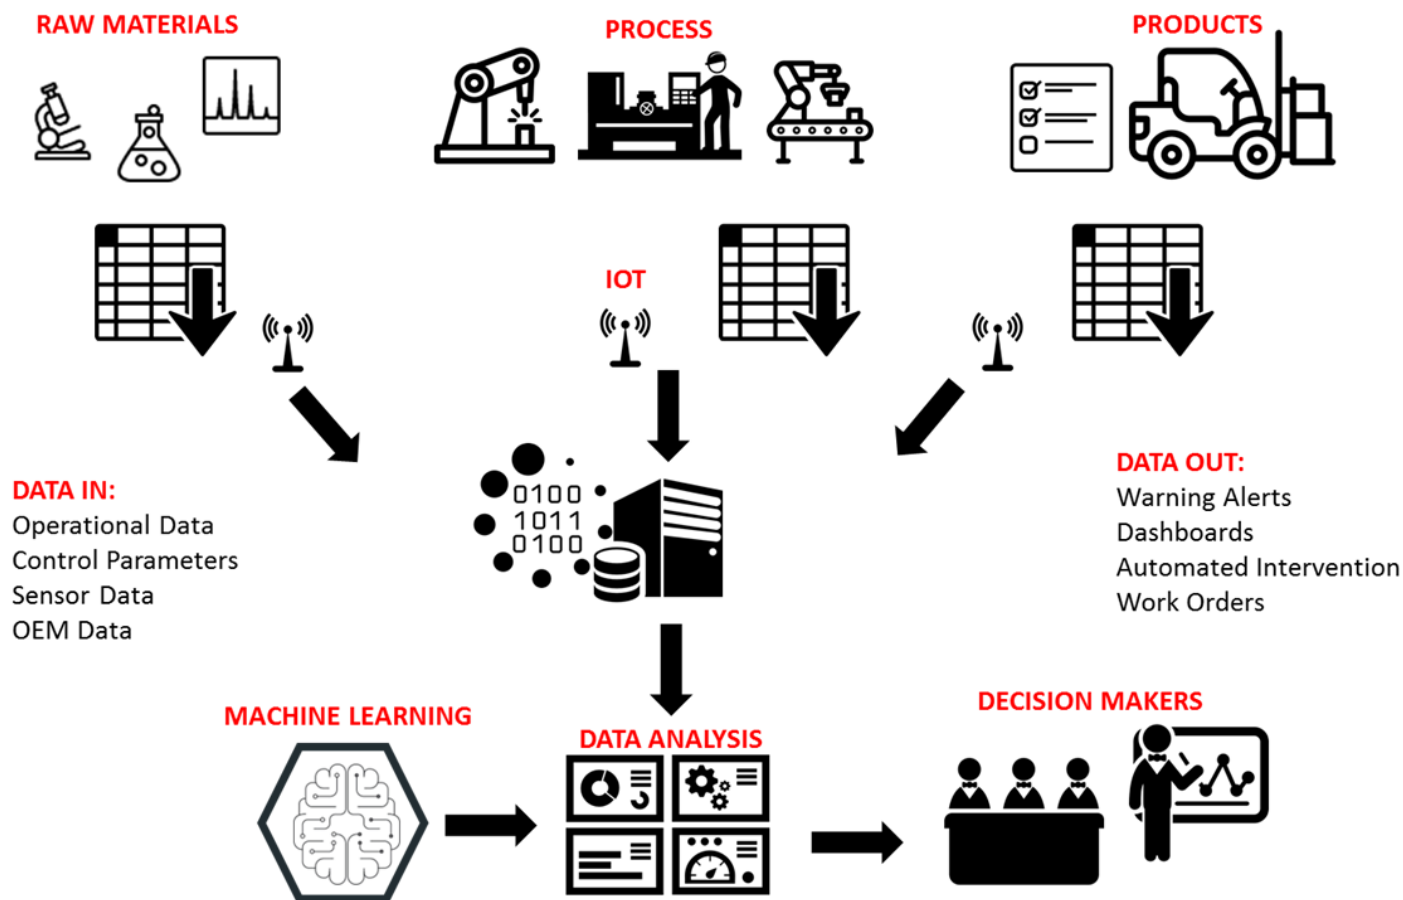 RAW MATERIALS
PROCESS
PRODUCTS
IOT
DATA IN:
Operational Data
Control Parameters
Sensor Data
OEM Data
0100
1011
0100
DATA OUT:
Warning Alerts
Dashboards
Automated Intervention
Work Orders
MACHINE LEARNING
DATA ANALYSIS
DECISION MAKERS